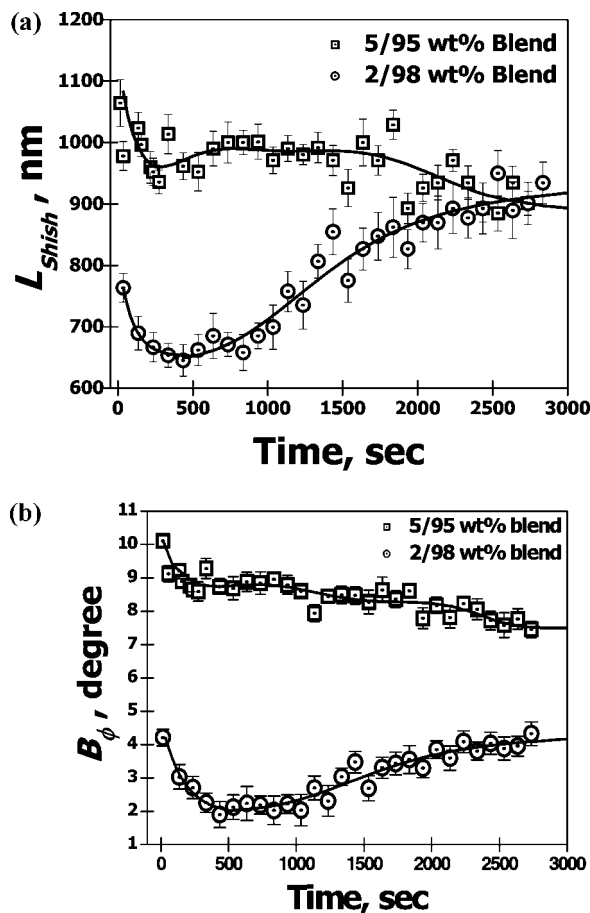 (a)
1200
1100
1000
900
800
700
600
L Shish, nm
5/95 wt% Blend
2/98 wt% Blend
0 500 1000 1500 2000 2500 3000
Time, sec
(b)
11
10
9
8
7
6
5
4
3
2
1
B ϕ, degree
5/95 wt% blend
2/98 wt% blend
0 500 1000 1500 2000 2500 3000
Time, sec